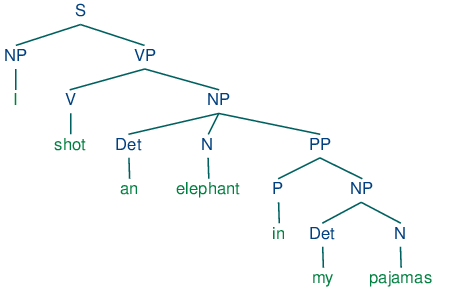 S
NP VP
I V NP
shot Det N PP
an elephant P NP
in Det N
my pajamas